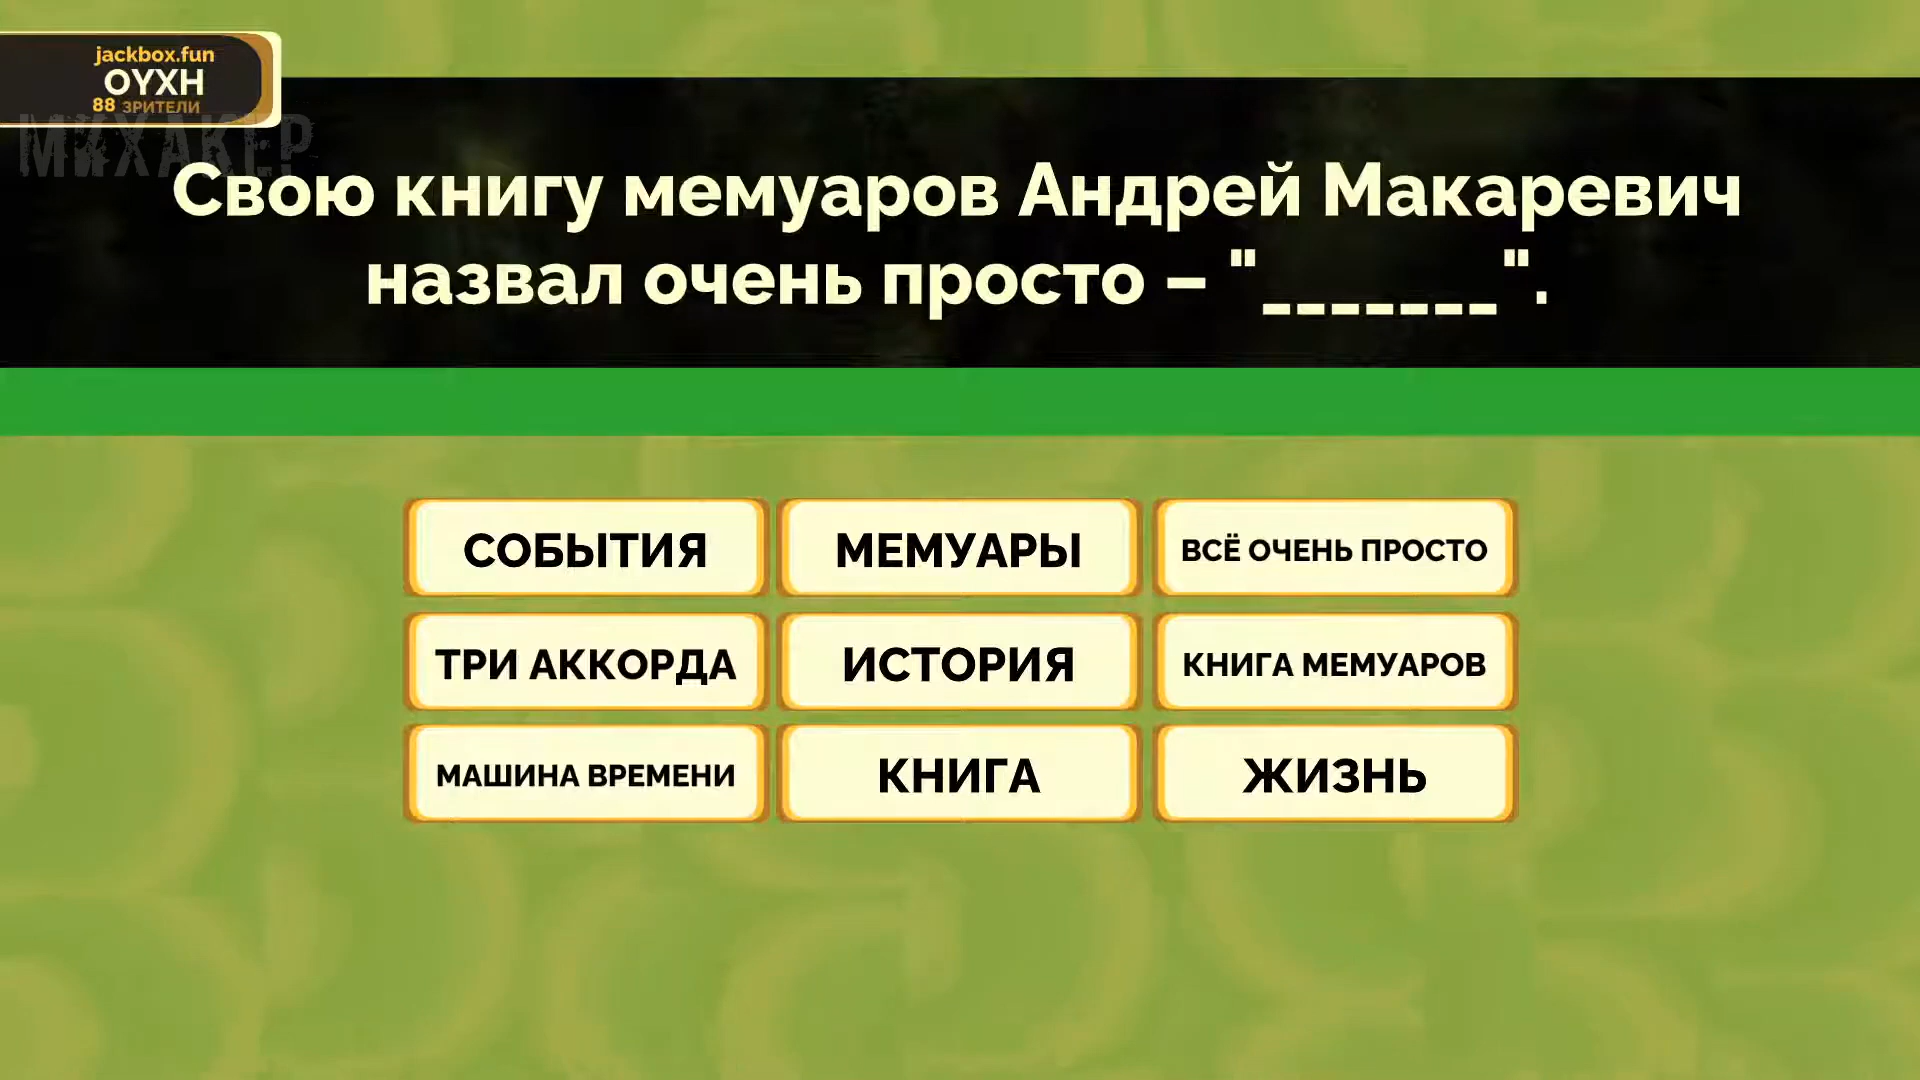 jackbox.fun
OYXH
88 ЗРИТЕЛИ
МИХАКЕР
Свою книгу мемуаров Андрей Макаревич
назвал очень просто – "_______".
СОБЫТИЯ
МЕМУАРЫ
ВСЁ ОЧЕНЬ ПРОСТО
ТРИ АККОРДА
ИСТОРИЯ
КНИГА МЕМУАРОВ
МАШИНА ВРЕМЕНИ
КНИГА
ЖИЗНЬ